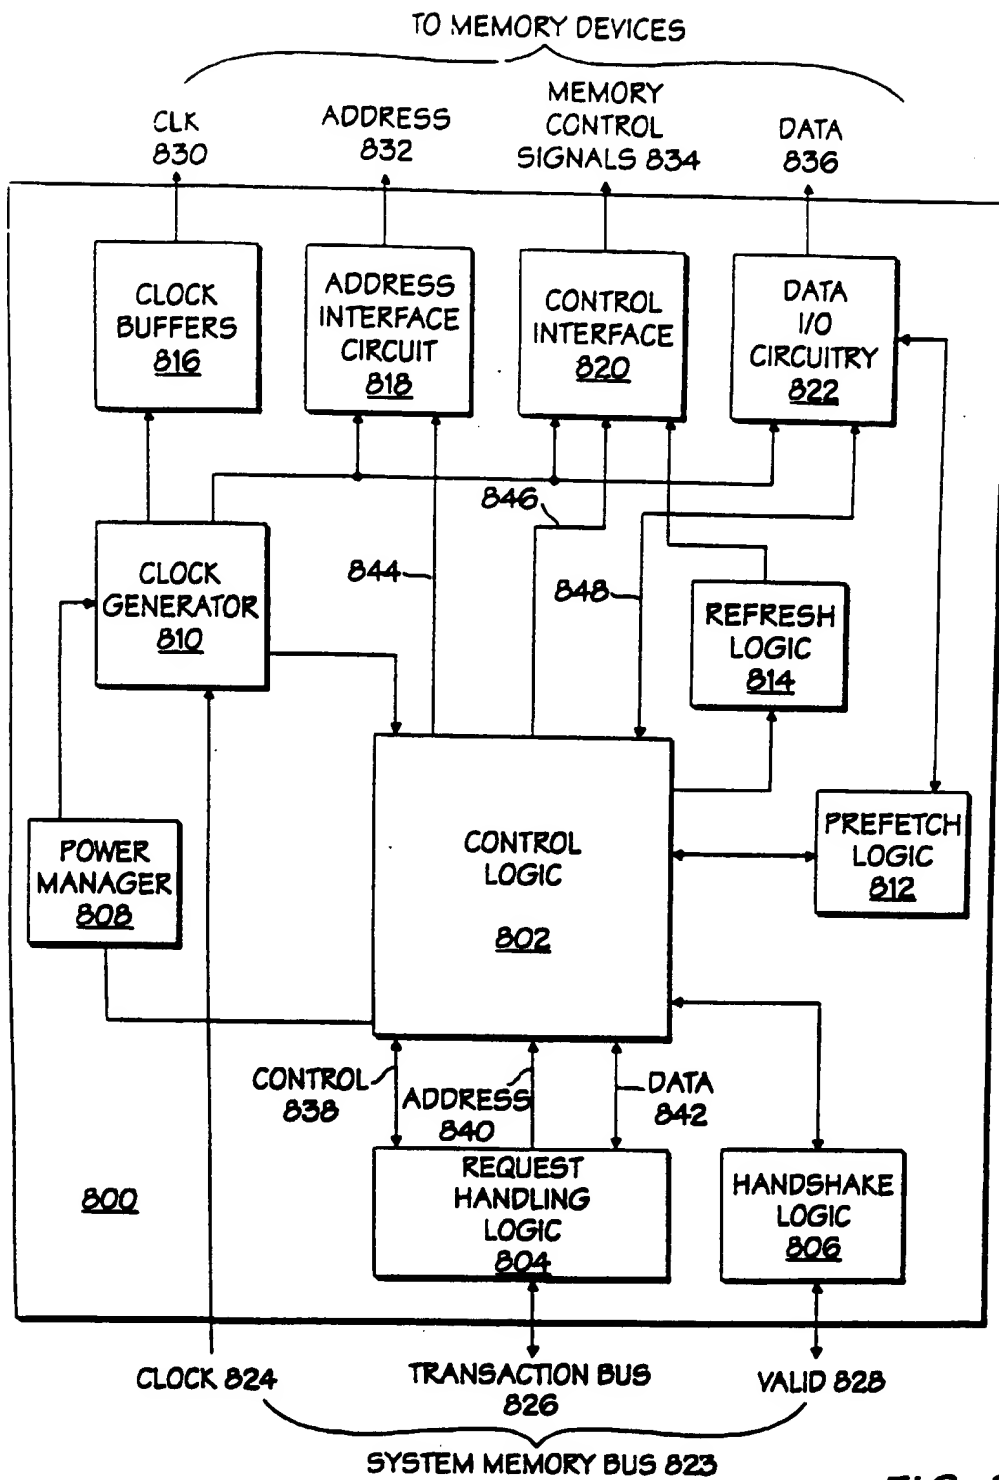 TO MEMORY DEVICES
CLK
830
ADDRESS
832
MEMORY
CONTROL
SIGNALS 834
DATA
836
CLOCK
BUFFERS
816
ADDRESS
INTERFACE
CIRCUIT
818
CONTROL
INTERFACE
820
DATA
I/O
CIRCUITRY
822
846
844
848
CLOCK
GENERATOR
810
REFRESH
LOGIC
814
POWER
MANAGER
808
CONTROL
LOGIC
802
PREFETCH
LOGIC
812
CONTROL
838
ADDRESS
840
DATA
842
800
REQUEST
HANDLING
LOGIC
804
HANDSHAKE
LOGIC
806
CLOCK 824
TRANSACTION BUS
826
VALID 828
SYSTEM MEMORY BUS 823